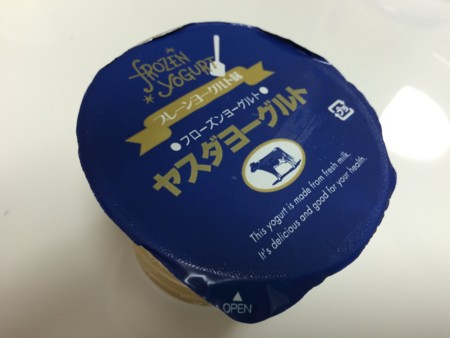 FROZEN
YOGURT
プレーンヨーグルト味
●フローズンヨーグルト●
ヤスダヨーグルト
プラ
This yogurt is made from fresh milk.
It's delicious and good for your health.
OPEN